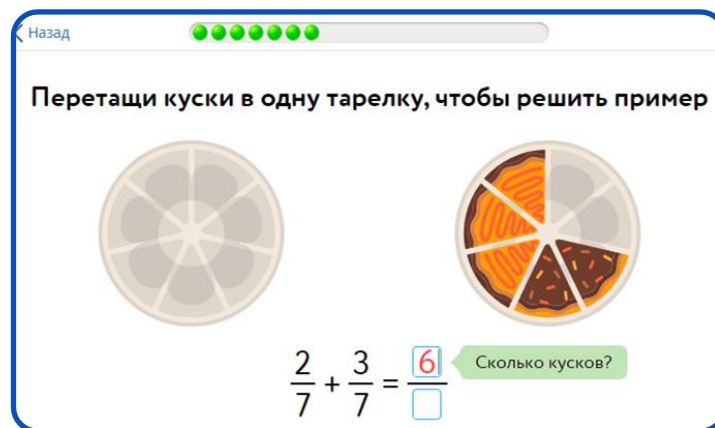 Назад
Перетащи куски в одну тарелку, чтобы решить пример
2/7 + 3/7 = 6/
Сколько кусков?